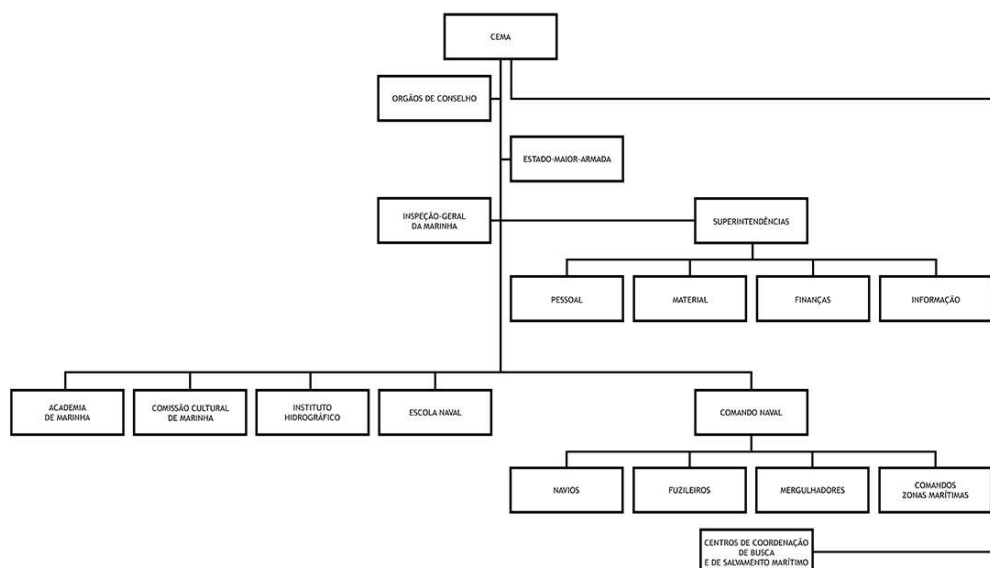 CEMA
ORGÃOS DE CONSELHO
ESTADO-MAIOR-ARMADA
INSPEÇÃO-GERAL
DA MARINHA
SUPERINTENDÊNCIAS
PESSOAL
MATERIAL
FINANÇAS
INFORMAÇÃO
ACADEMIA
DE MARINHA
COMISSÃO CULTURAL
DE MARINHA
INSTITUTO
HIDROGRÁFICO
ESCOLA NAVAL
COMANDO NAVAL
NAVIOS
FUZILEIROS
MERGULHADORES
COMANDOS
ZONAS MARÍTIMAS
CENTROS DE COORDENAÇÃO
DE BUSCA
E DE SALVAMENTO MARÍTIMO